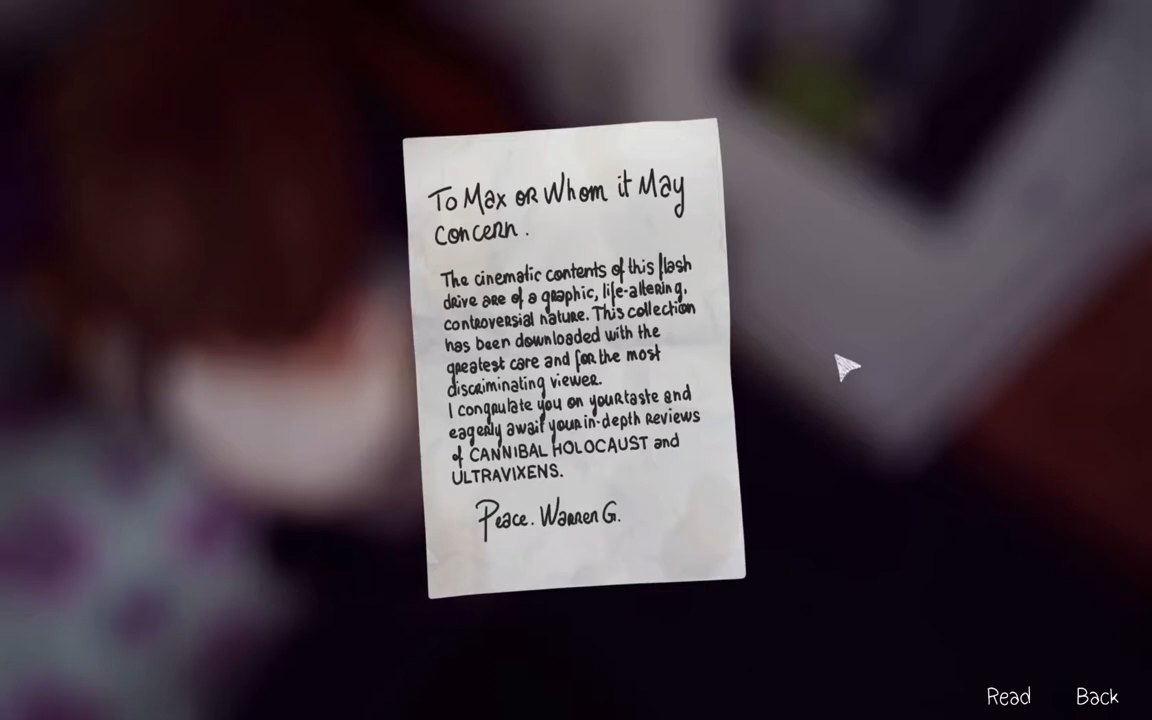 To Max or Whom it May
Concern.
The cinematic contents of this flash
drive are of a graphic, life-altering,
controversial nature. This collection
has been downloaded with the
greatest care and for the most
discriminating viewer.
I congrulate you on your taste and
eagerly await your in-depth reviews
of CANNIBAL HOLOCAUST and
ULTRAVIXENS.
Peace. Warren G.
Read Back